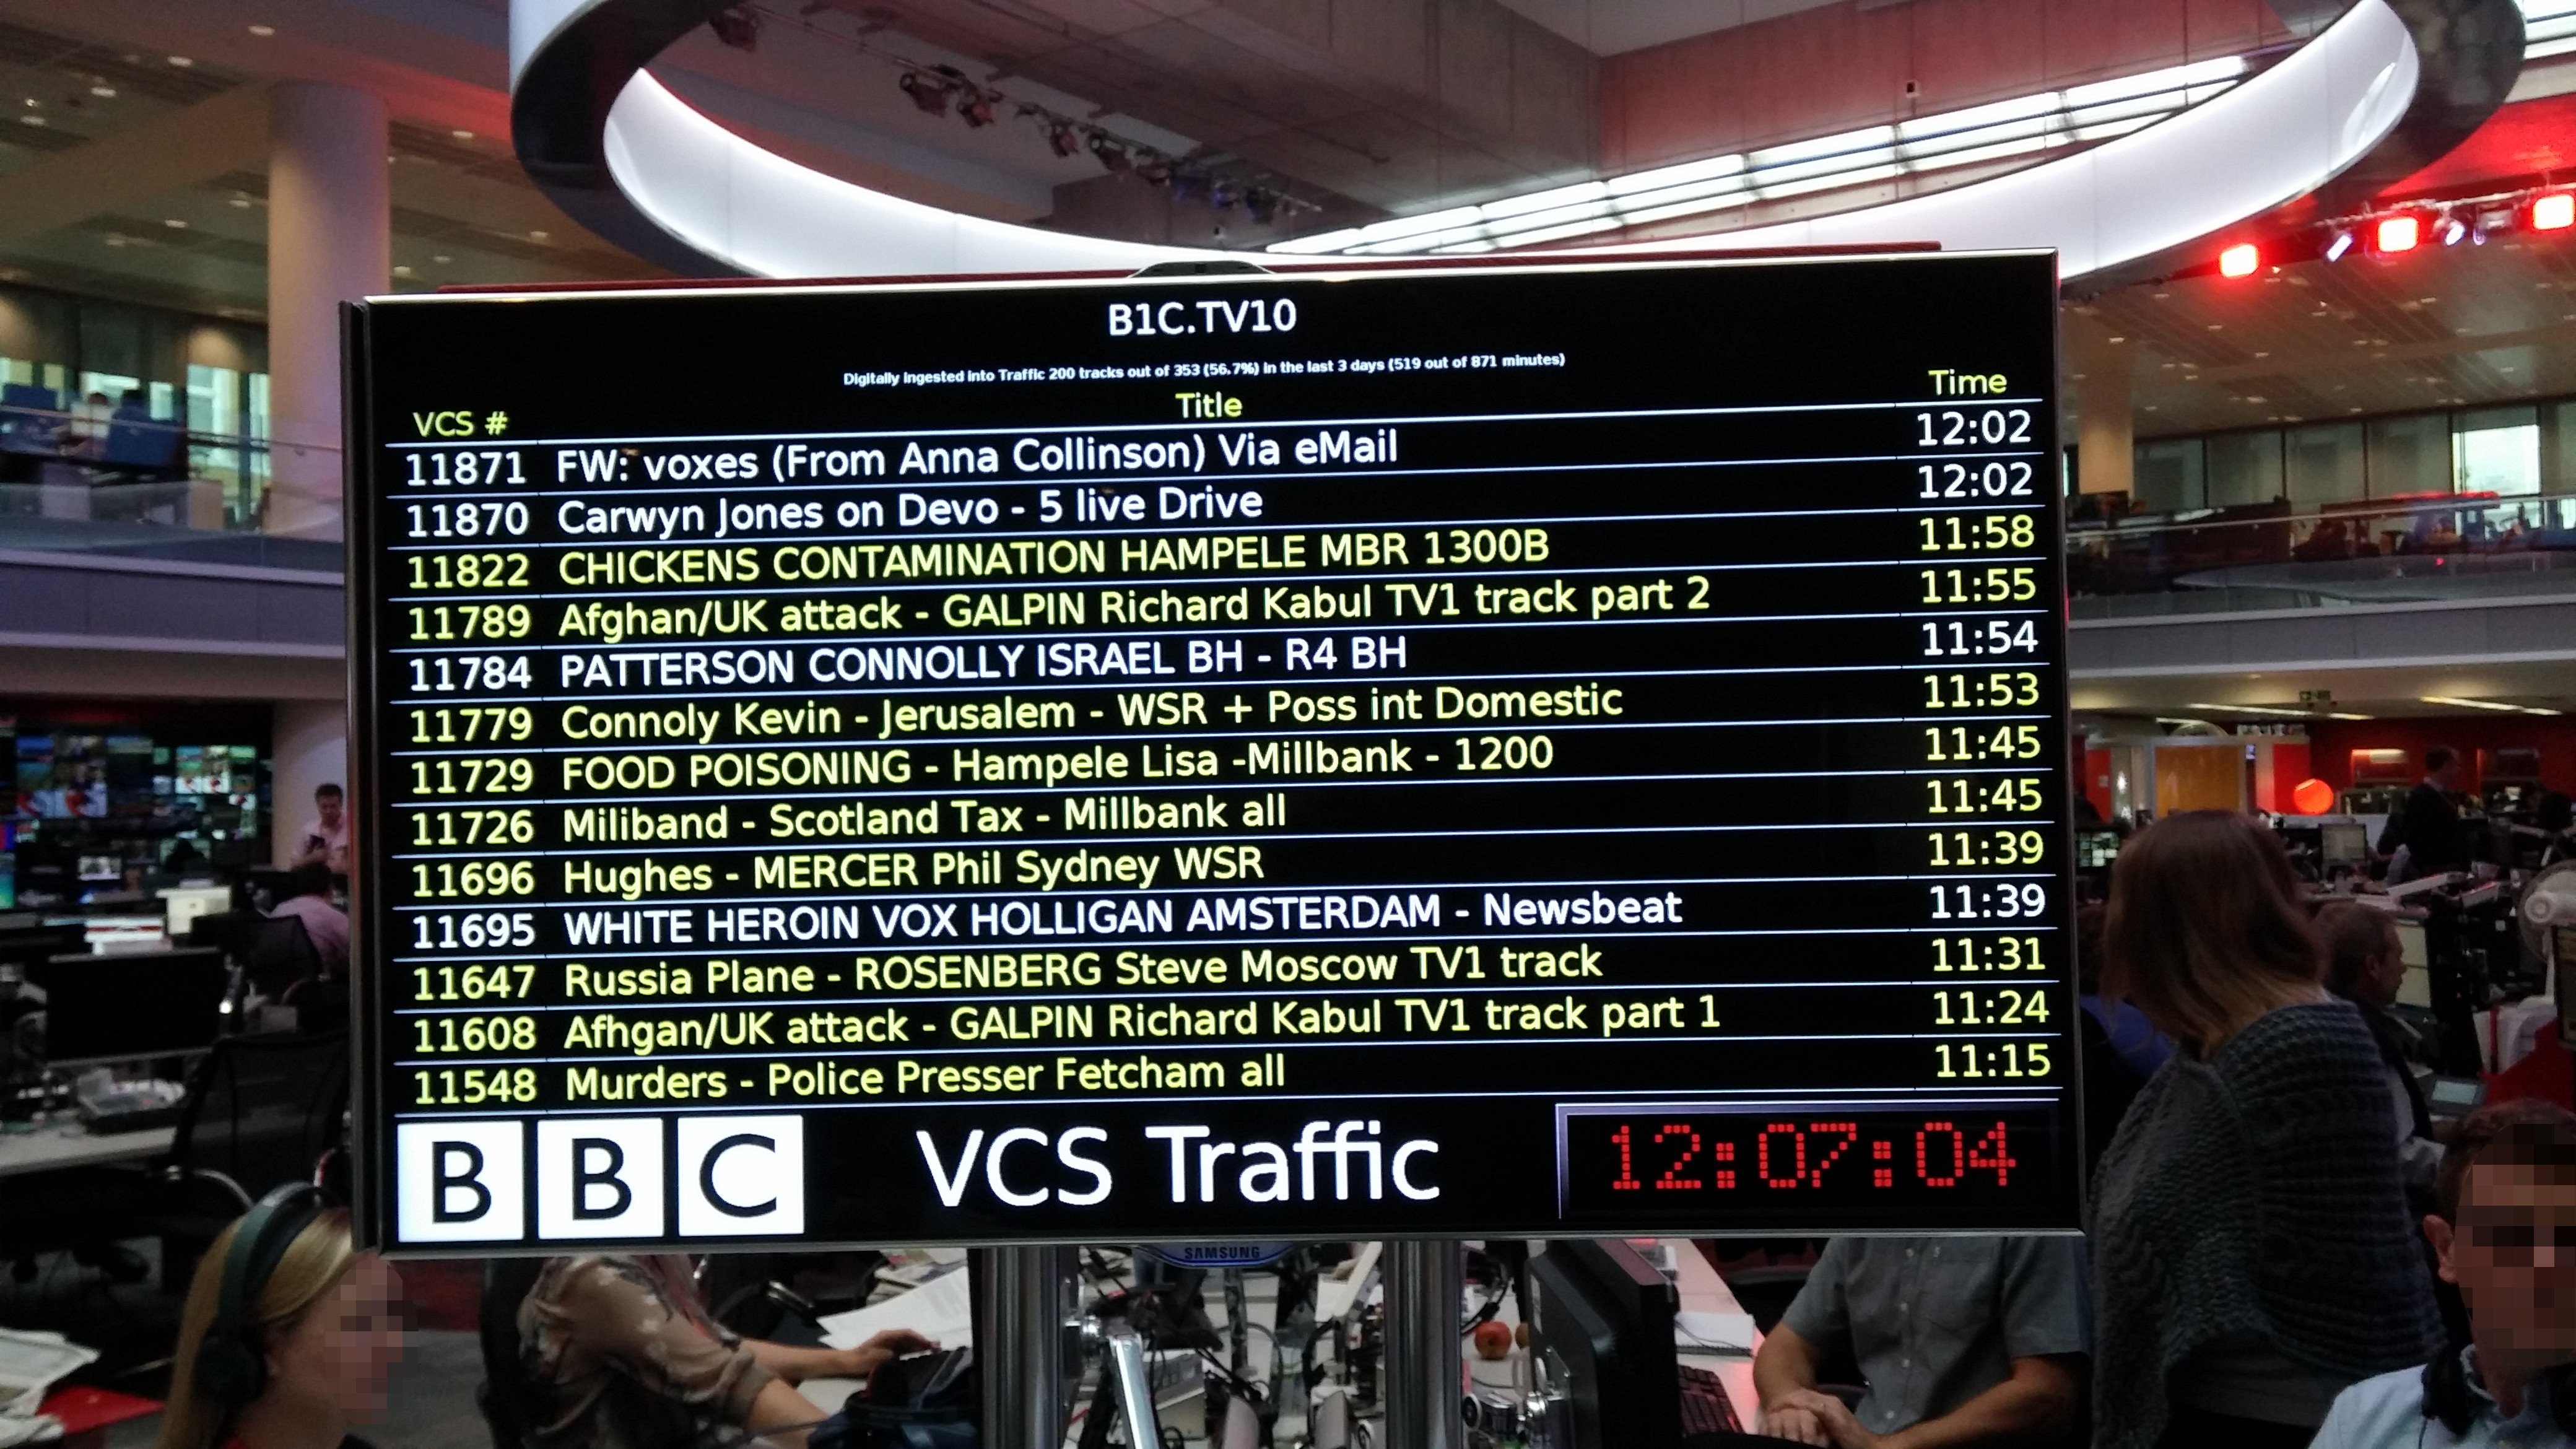 B1C.TV10
Digitally ingested into Traffic 200 tracks out of 353 (56.7%) in the last 3 days (519 out of 871 minutes)
VCS # Title Time
11871 FW: voxes (From Anna Collinson) Via eMail 12:02
11870 Carwyn Jones on Devo - 5 live Drive 12:02
11822 CHICKENS CONTAMINATION HAMPELE MBR 1300B 11:58
11789 Afghan/UK attack - GALPIN Richard Kabul TV1 track part 2 11:55
11784 PATTERSON CONNOLLY ISRAEL BH - R4 BH 11:54
11779 Connoly Kevin - Jerusalem - WSR + Poss int Domestic 11:53
11729 FOOD POISONING - Hampele Lisa -Millbank - 1200 11:45
11726 Miliband - Scotland Tax - Millbank all 11:45
11696 Hughes - MERCER Phil Sydney WSR 11:39
11695 WHITE HEROIN VOX HOLLIGAN AMSTERDAM - Newsbeat 11:39
11647 Russia Plane - ROSENBERG Steve Moscow TV1 track 11:31
11608 Afhgan/UK attack - GALPIN Richard Kabul TV1 track part 1 11:24
11548 Murders - Police Presser Fetcham all 11:15
BBC VCS Traffic 12:07:04
SAMSUNG